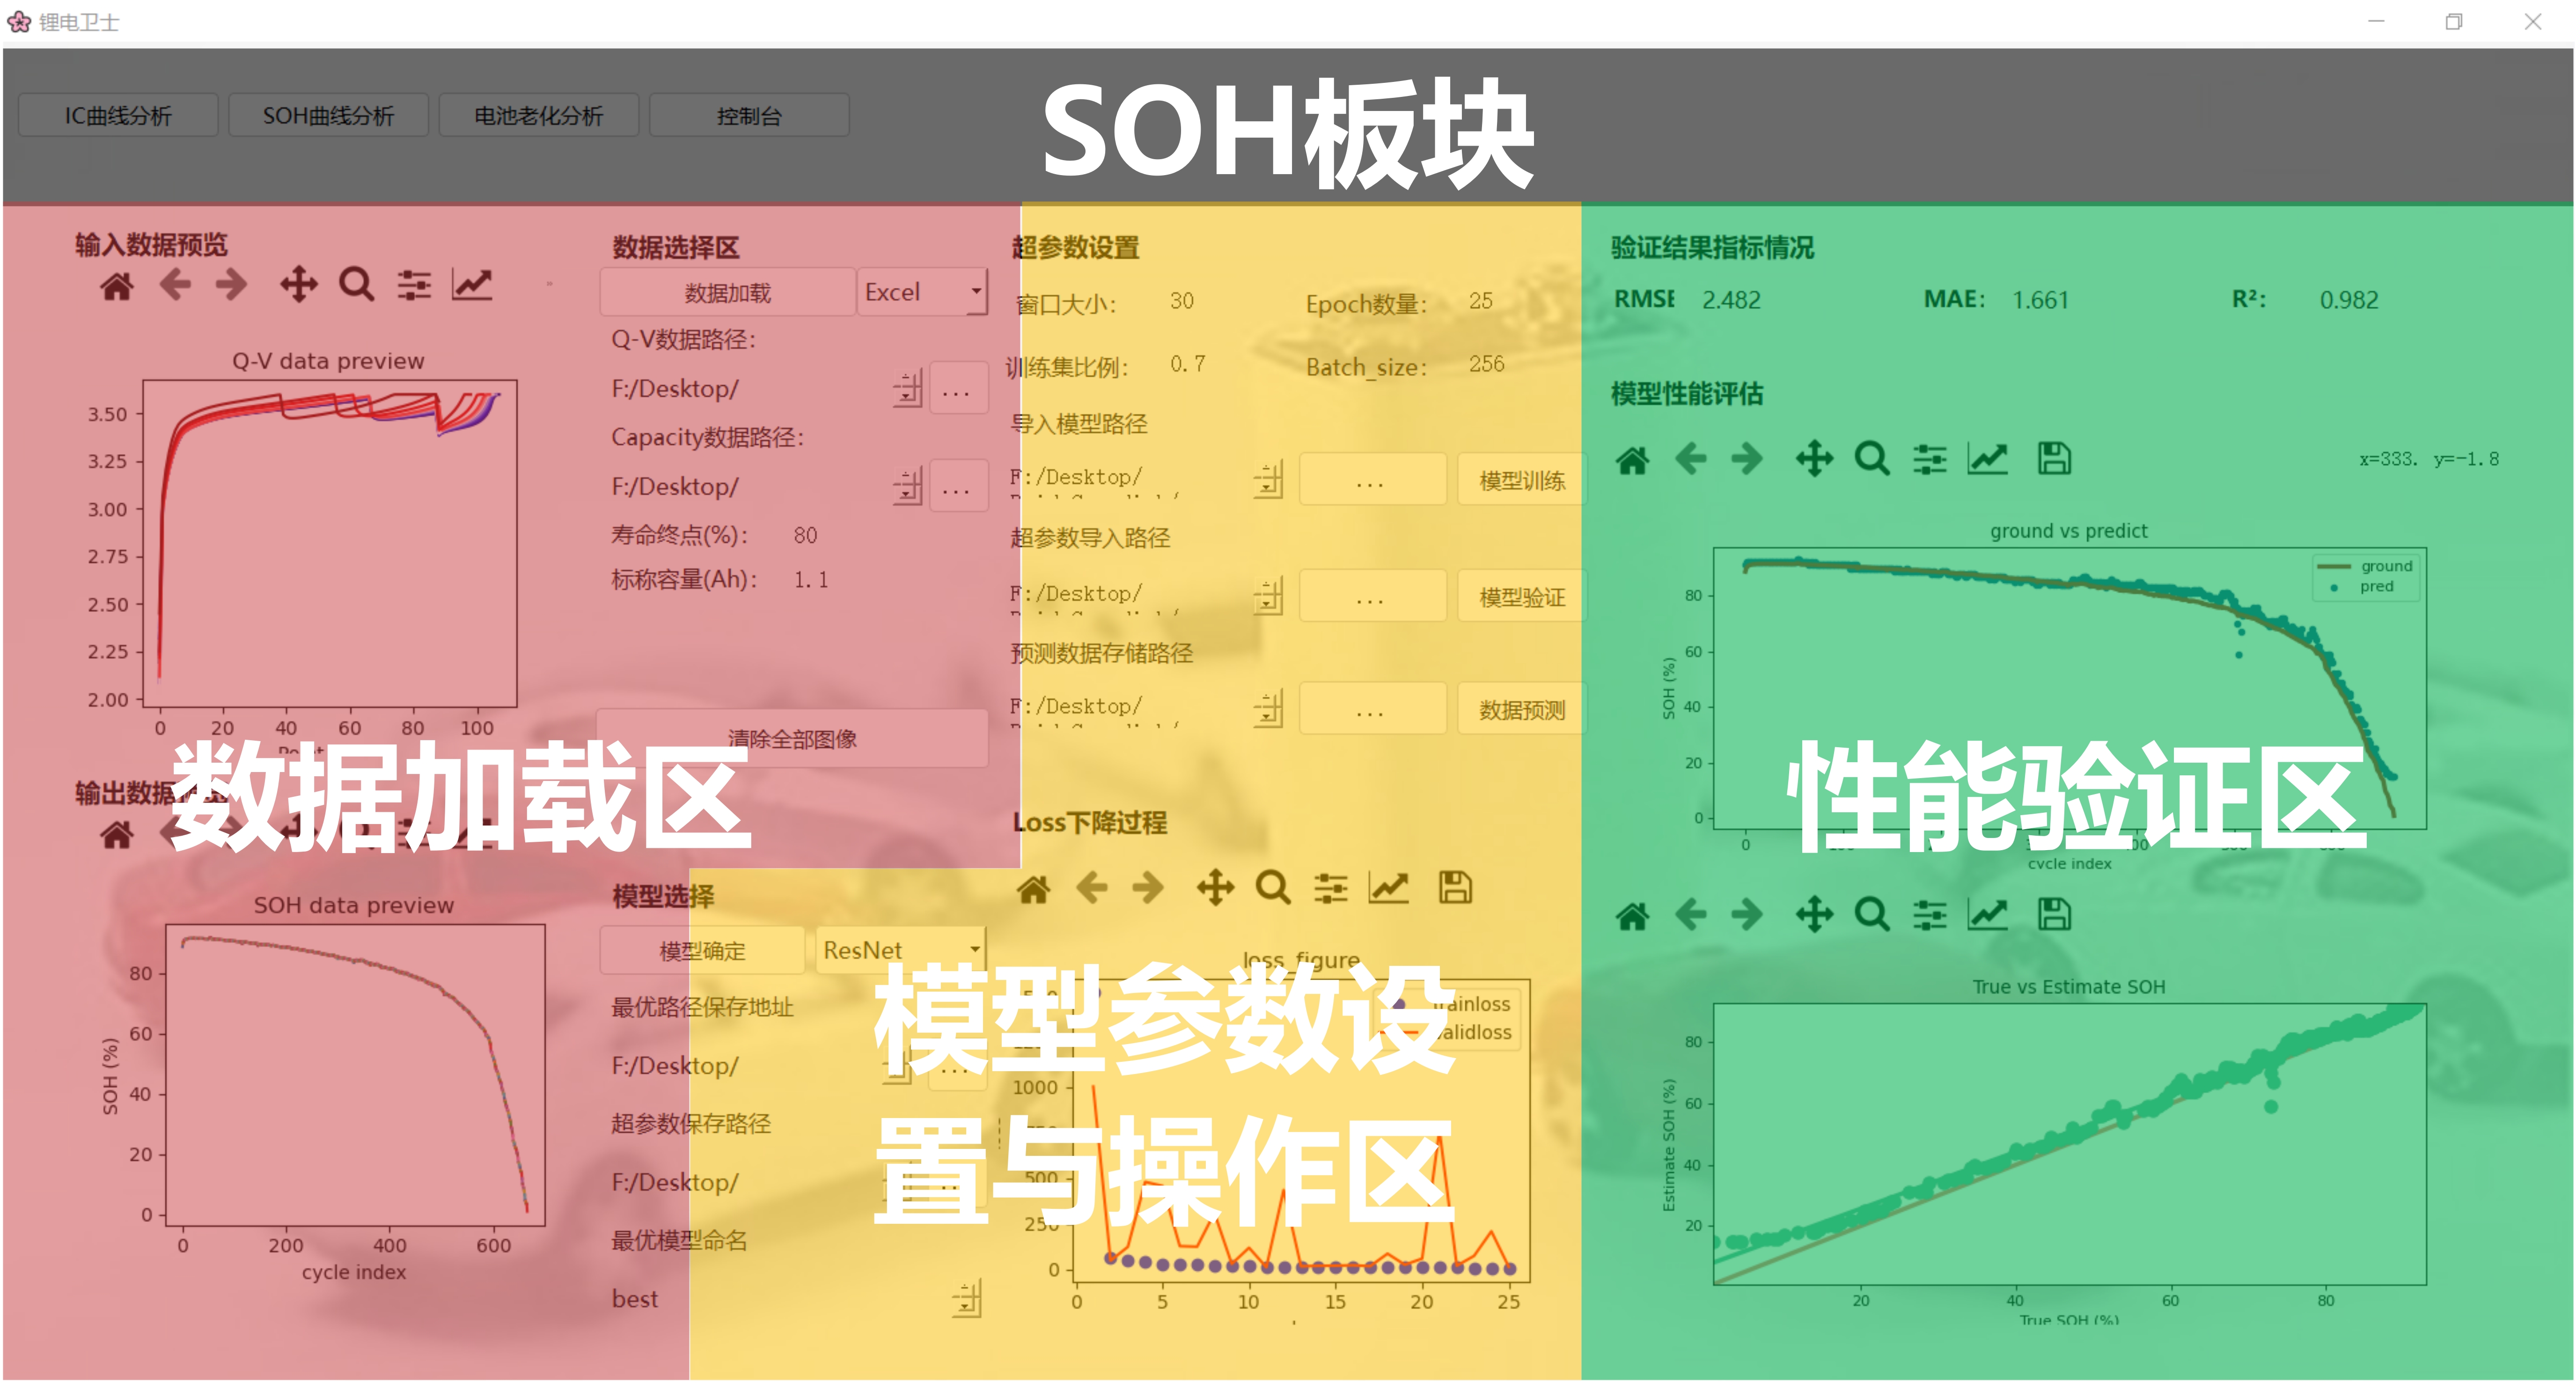 锂电卫士
IC曲线分析
SOH曲线分析
电池老化分析
控制台
SOH板块
输入数据预览
Q-V data preview
3.50
3.25
3.00
2.75
2.50
2.25
2.00
0 20 40 60 80 100
数据选择区
数据加载
Excel
Q-V数据路径：
F:/Desktop/
...
Capacity数据路径：
F:/Desktop/
...
寿命终点(%)： 80
标称容量(Ah)： 1.1
清除全部图像
数据加载区
输出数据
SOH data preview
SOH (%)
80
60
40
20
0
0 200 400 600
cycle index
模型选择
模型确定
ResNet
最优路径保存地址
F:/Desktop/
...
超参数保存路径
F:/Desktop/
最优模型命名
best
超参数设置
窗口大小： 30
Epoch数量： 25
训练集比例： 0.7
Batch_size： 256
导入模型路径
F:/Desktop/
...
模型训练
超参数导入路径
F:/Desktop/
...
模型验证
预测数据存储路径
F:/Desktop/
...
数据预测
Loss下降过程
loss_figure
trainloss
validloss
1000
500
250
0
0 5 10 15 20 25
模型参数设
置与操作区
验证结果指标情况
RMSE 2.482
MAE： 1.661
R²： 0.982
模型性能评估
x=333. y=-1.8
ground vs predict
ground
pred
SOH (%)
80
60
40
20
0
0
cycle index
性能验证区
True vs Estimate SOH
Estimate SOH (%)
80
60
40
20
20 40 60 80
True SOH (%)